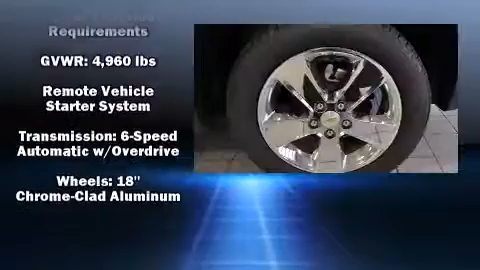 Requirements
GVWR: 4,960 lbs
Remote Vehicle
Starter System
Transmission: 6-Speed
Automatic w/Overdrive
Wheels: 18"
Chrome-Clad Aluminum